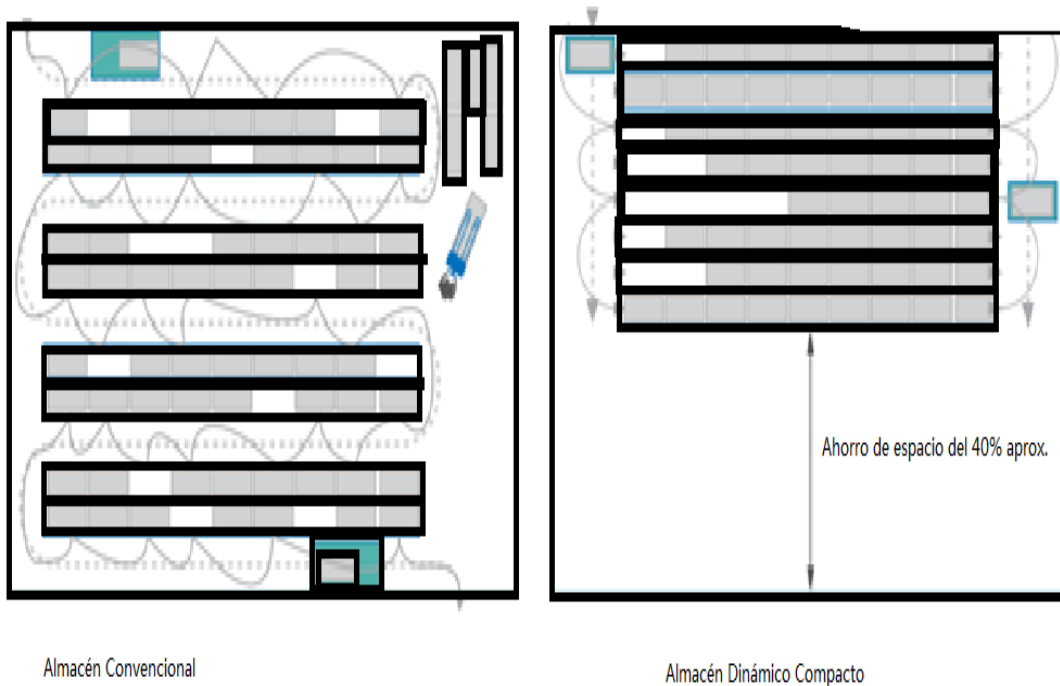 Ahorro de espacio del 40% aprox.
Almacén Convencional
Almacén Dinámico Compacto